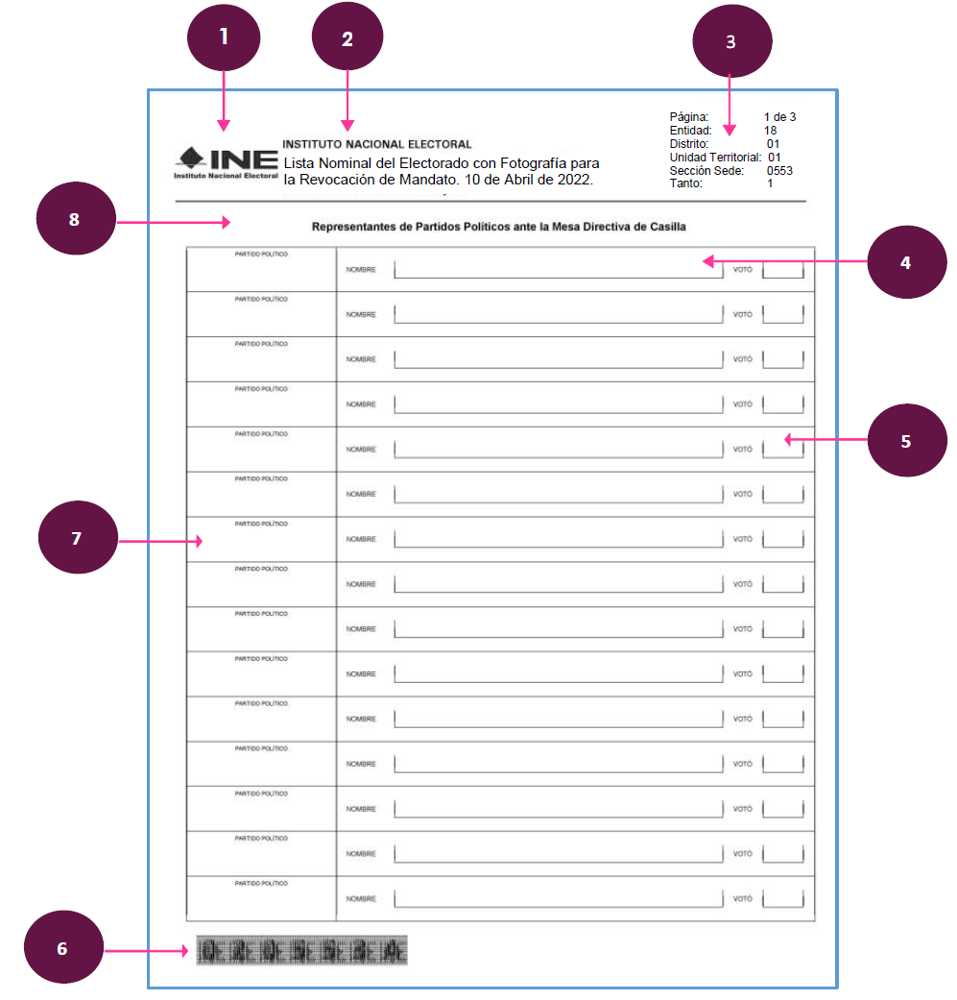 1
2
3
INE
Instituto Nacional Electoral
INSTITUTO NACIONAL ELECTORAL
Lista Nominal del Electorado con Fotografía para
la Revocación de Mandato. 10 de Abril de 2022.
Página: 1 de 3
Entidad: 18
Distrito: 01
Unidad Territorial: 01
Sección Sede: 0553
Tanto: 1
8
Representantes de Partidos Políticos ante la Mesa Directiva de Casilla
PARTIDO POLÍTICO
NOMBRE VOTÓ
4
PARTIDO POLÍTICO
NOMBRE VOTÓ
PARTIDO POLÍTICO
NOMBRE VOTÓ
PARTIDO POLÍTICO
NOMBRE VOTÓ
PARTIDO POLÍTICO
NOMBRE VOTÓ
5
PARTIDO POLÍTICO
NOMBRE VOTÓ
PARTIDO POLÍTICO
NOMBRE VOTÓ
7
PARTIDO POLÍTICO
NOMBRE VOTÓ
PARTIDO POLÍTICO
NOMBRE VOTÓ
PARTIDO POLÍTICO
NOMBRE VOTÓ
PARTIDO POLÍTICO
NOMBRE VOTÓ
PARTIDO POLÍTICO
NOMBRE VOTÓ
PARTIDO POLÍTICO
NOMBRE VOTÓ
PARTIDO POLÍTICO
NOMBRE VOTÓ
PARTIDO POLÍTICO
NOMBRE VOTÓ
6